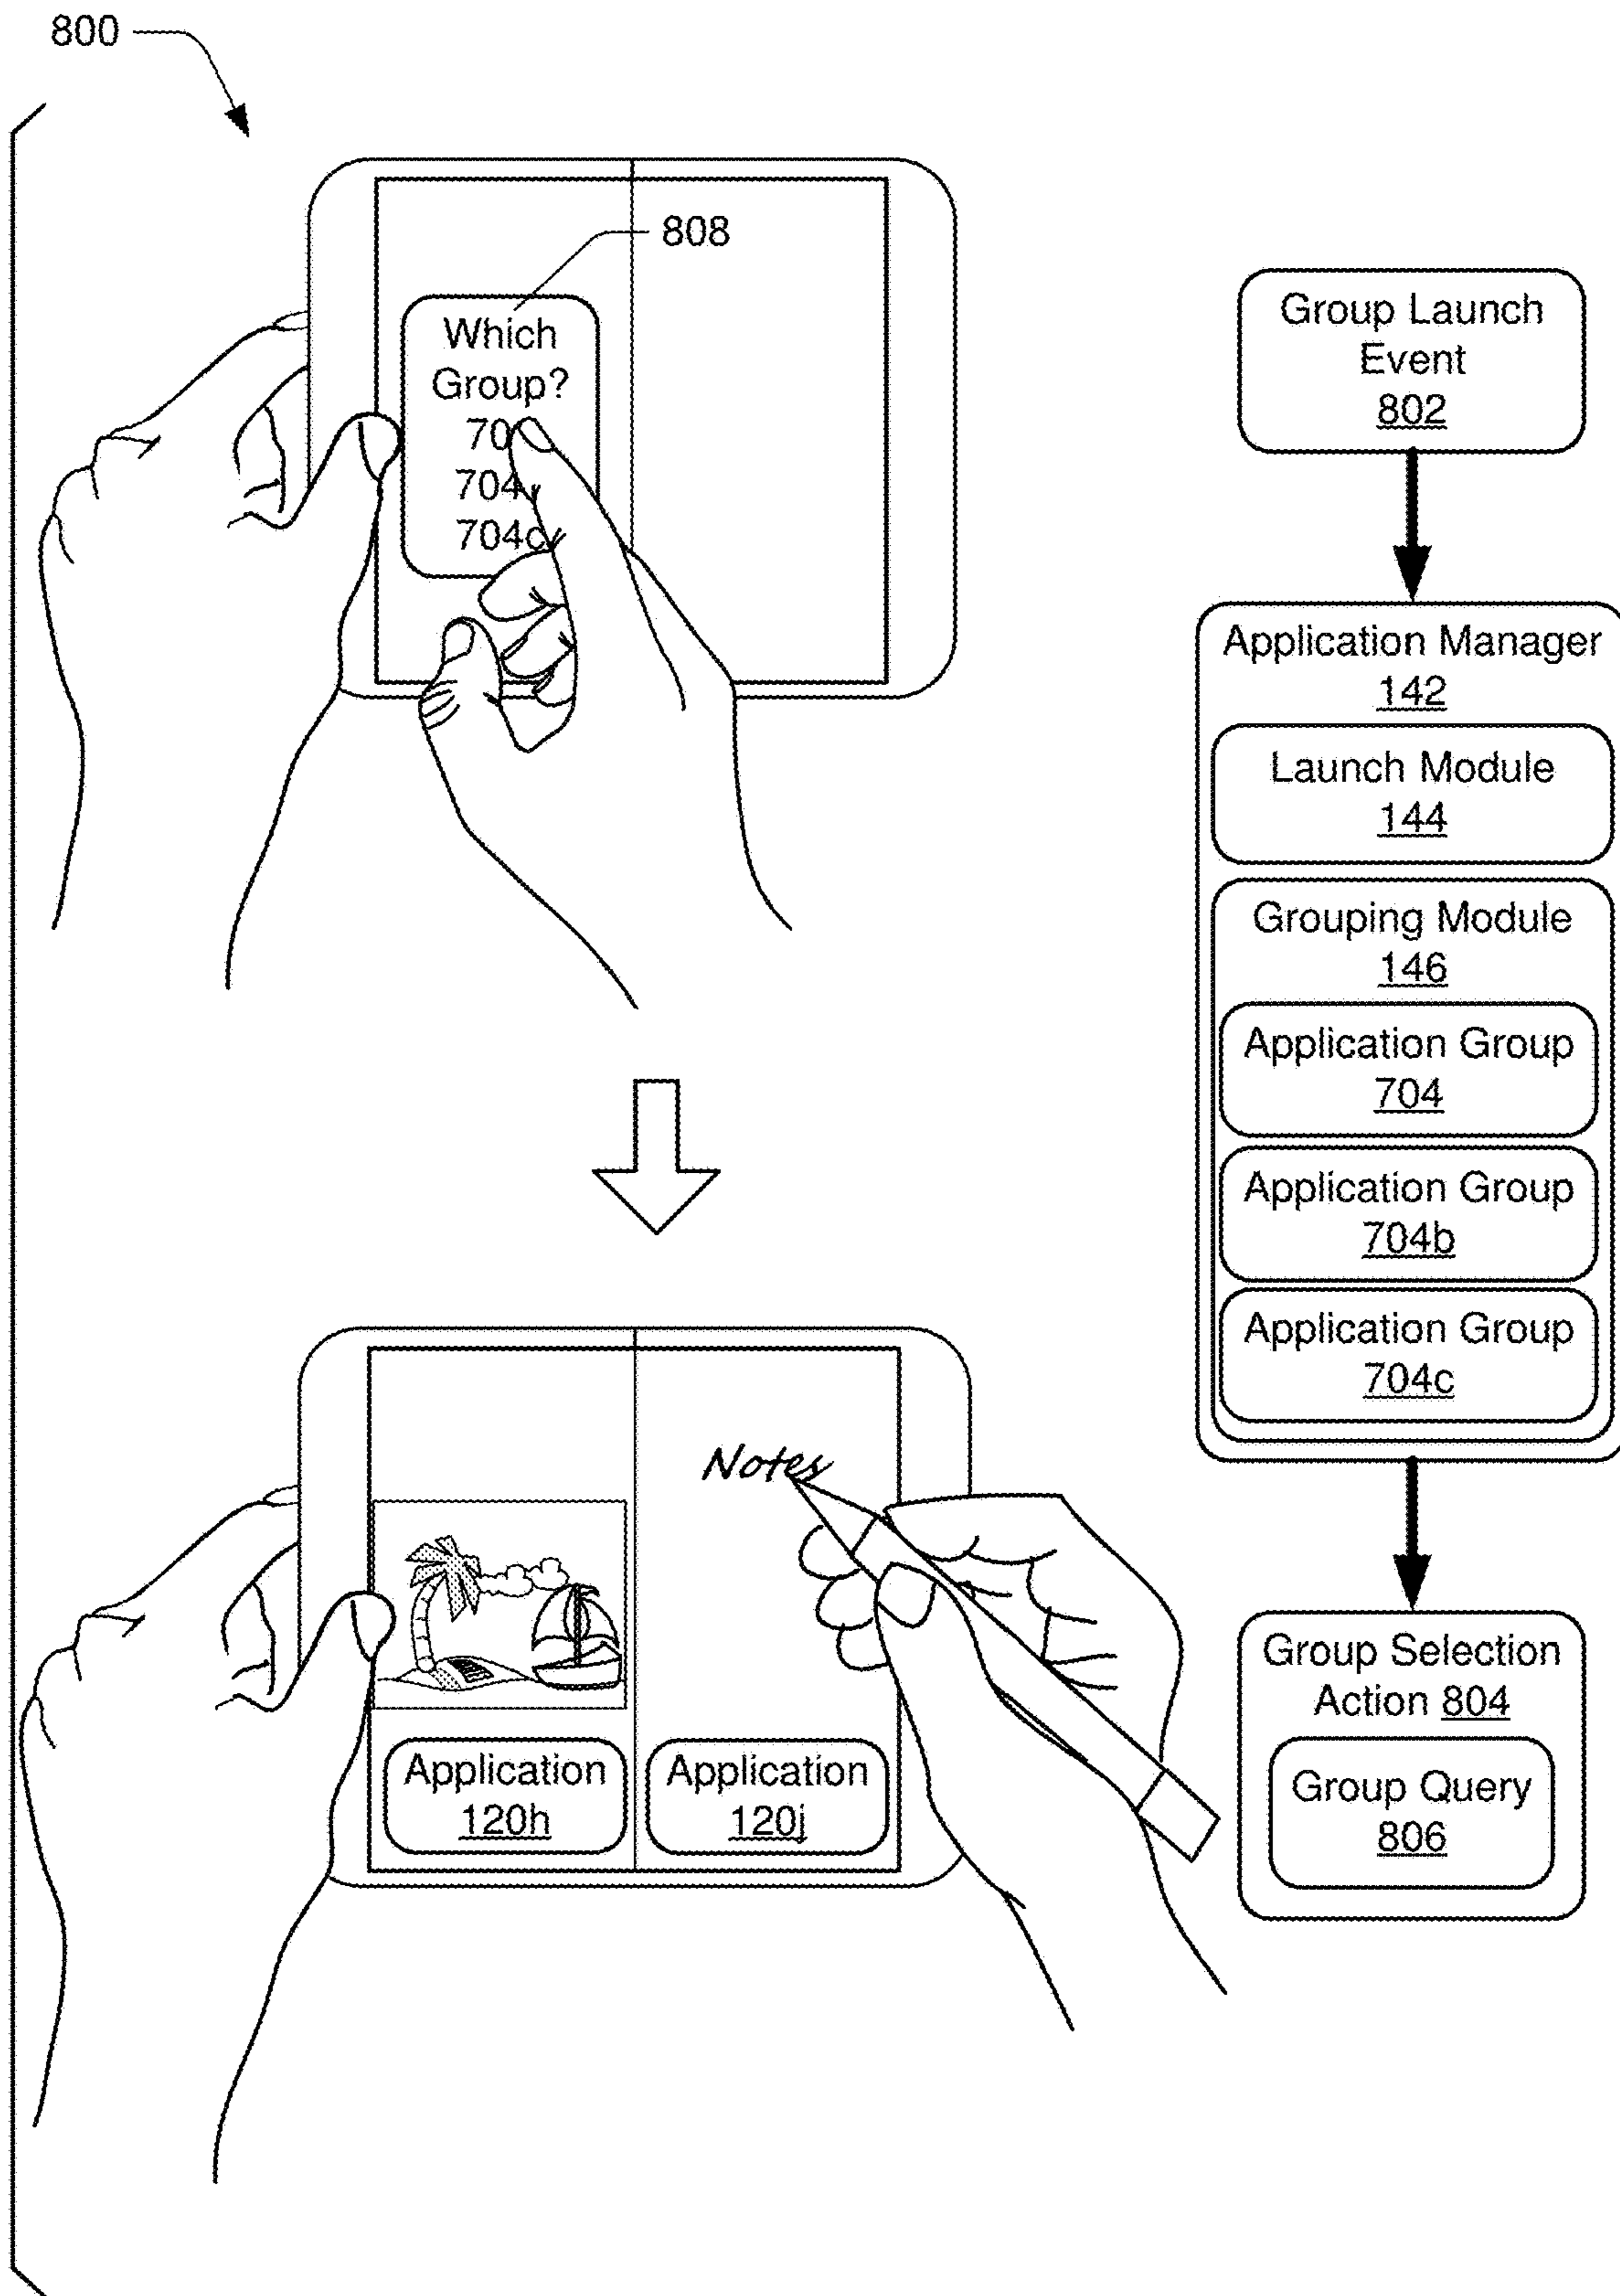 800
808
Which
Group?
70
704
704c
Group Launch
Event
802
Application Manager
142
Launch Module
144
Grouping Module
146
Application Group
704
Application Group
704b
Application Group
704c
Notes
Application
120h
Application
120j
Group Selection
Action 804
Group Query
806